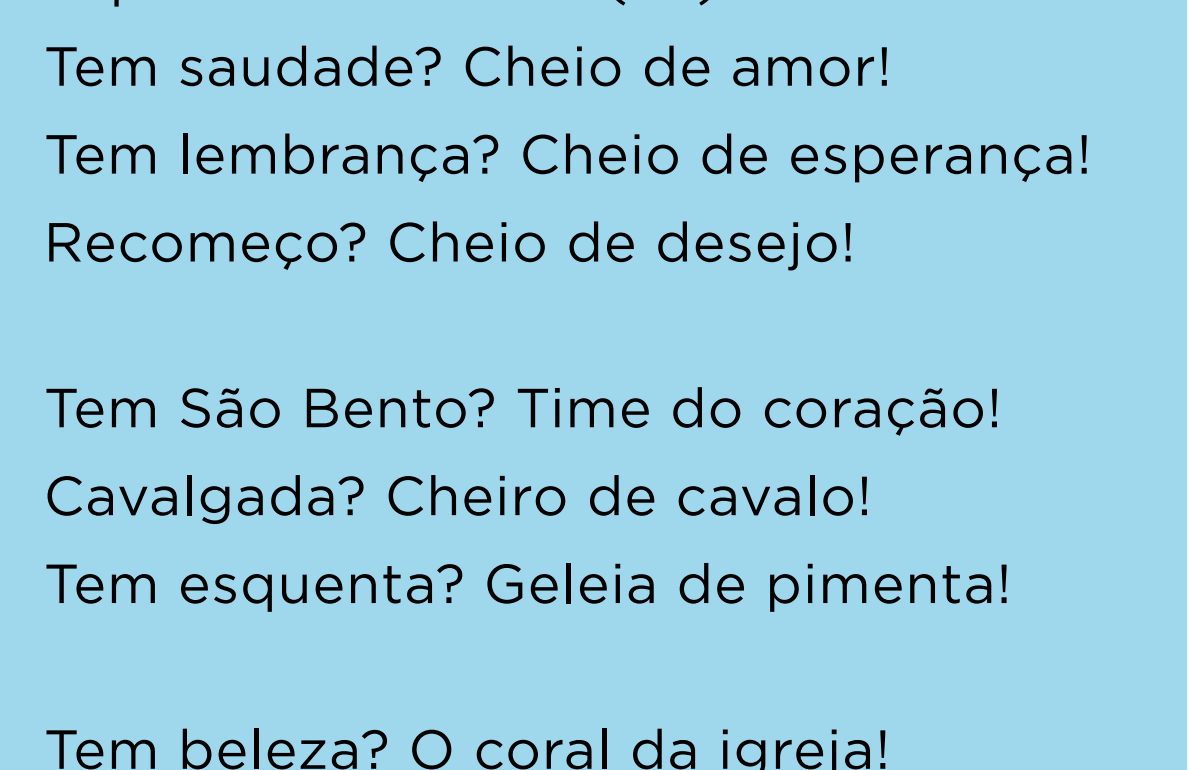 Tem saudade? Cheio de amor!
Tem lembrança? Cheio de esperança!
Recomeço? Cheio de desejo!
Tem São Bento? Time do coração!
Cavalgada? Cheiro de cavalo!
Tem esquenta? Geleia de pimenta!
Tem beleza? O coral da igreja!